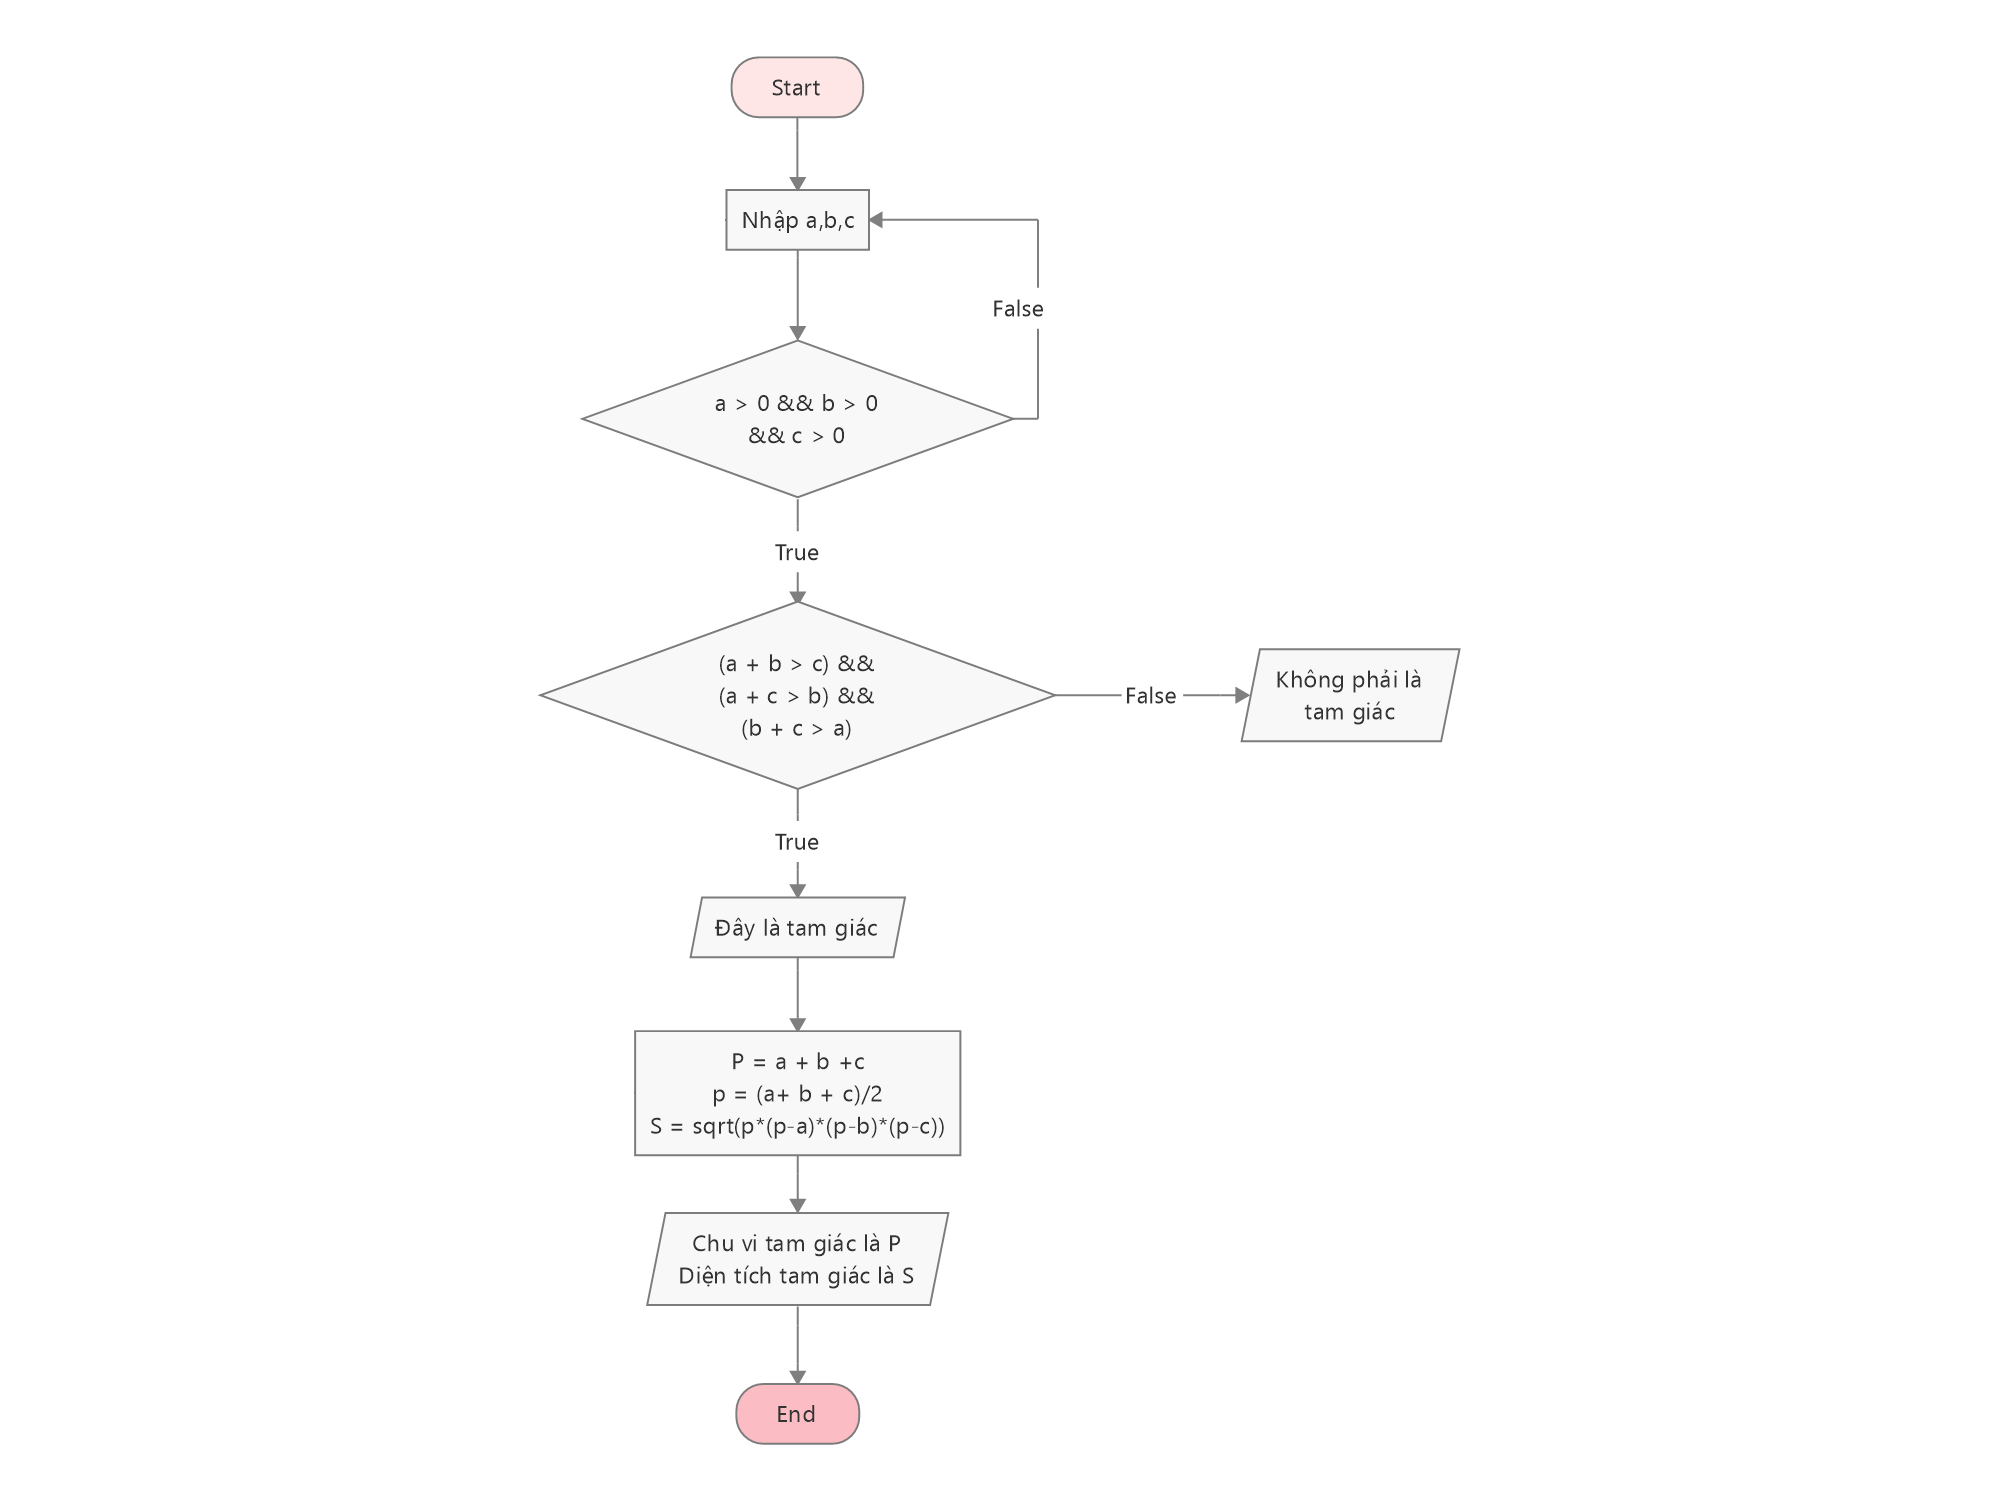 Start
Nhập a,b,c
False
a > 0 && b > 0
&& c > 0
True
(a + b > c) &&
(a + c > b) &&
(b + c > a)
False
Không phải là
tam giác
True
Đây là tam giác
P = a + b +c
p = (a+ b + c)/2
S = sqrt(p*(p-a)*(p-b)*(p-c))
Chu vi tam giác là P
Diện tích tam giác là S
End